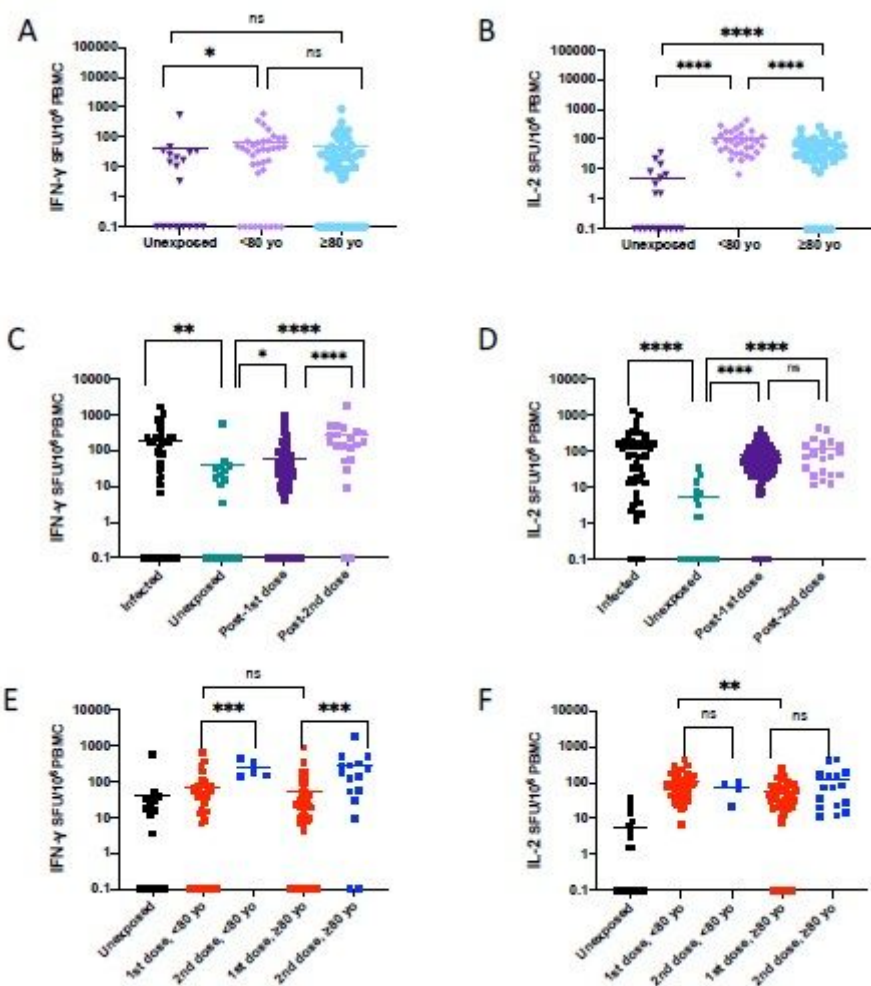 A
ns
*
ns
IFN-γ SFU/10⁶ PBMC
100000
10000
1000
100
10
1
0.1
Unexposed
<80 yo
≥80 yo
B
****
****
****
IL-2 SFU/10⁶ PBMC
100000
10000
1000
100
10
1
0.1
Unexposed
<80 yo
≥80 yo
C
**
****
*
****
IFN-γ SFU/10⁶ PBMC
10000
1000
100
10
1
0.1
Infected
Unexposed
Post-1st dose
Post-2nd dose
D
****
****
****
ns
IL-2 SFU/10⁶ PBMC
10000
1000
100
10
1
0.1
Infected
Unexposed
Post-1st dose
Post-2nd dose
E
ns
***
***
IFN-γ SFU/10⁶ PBMC
10000
1000
100
10
1
0.1
Unexposed
1st dose, <80 yo
2nd dose, <80 yo
1st dose, ≥80 yo
2nd dose, ≥80 yo
F
**
ns
ns
IL-2 SFU/10⁶ PBMC
10000
1000
100
10
1
0.1
Unexposed
1st dose, <80 yo
2nd dose, <80 yo
1st dose, ≥80 yo
2nd dose, ≥80 yo